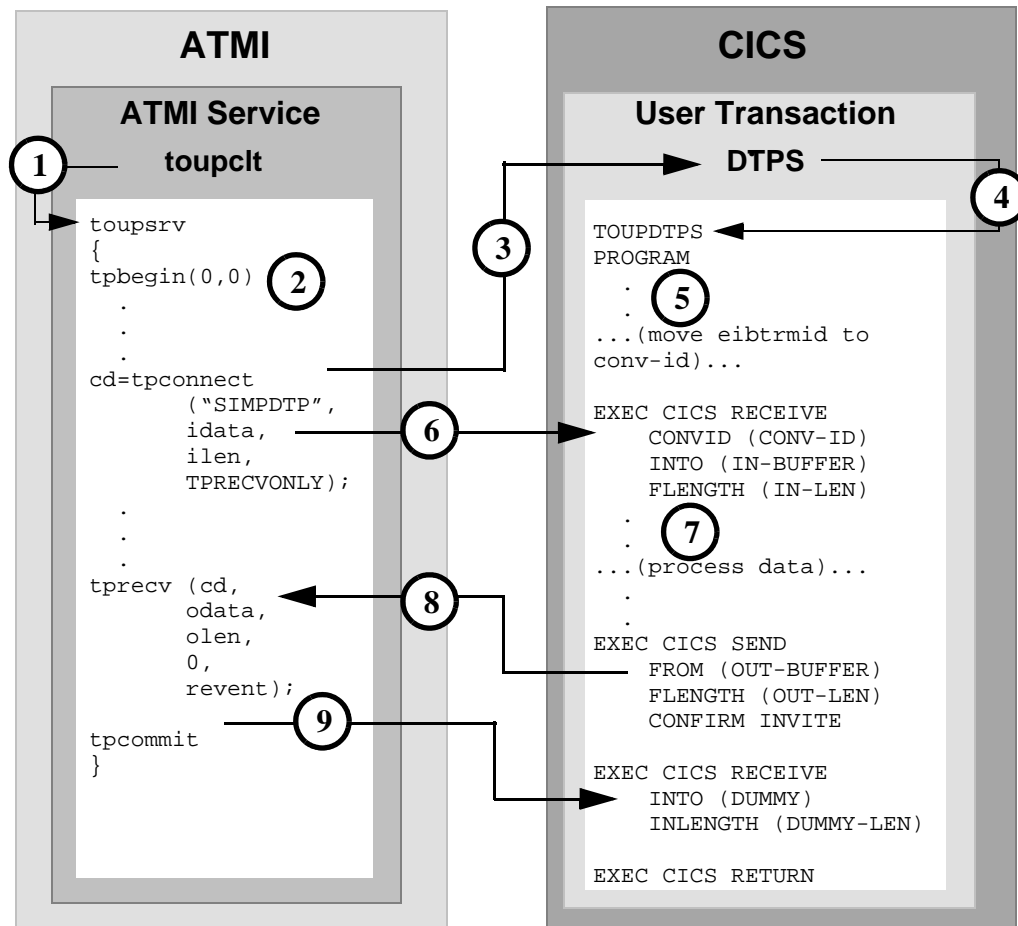 ATMI
ATMI Service
toupclt
1
toupsrv
{
tpbegin(0,0)
2
.
.
.
cd=tpconnect
(“SIMPDTP”,
idata,
ilen,
TPRECVONLY);
.
.
.
tprecv (cd,
odata,
olen,
0,
revent);
tpcommit
}
3
6
8
9
CICS
User Transaction
DTPS
4
TOUPDTPS
PROGRAM
.
.
5
...(move eibtrmid to
conv-id)...
EXEC CICS RECEIVE
CONVID (CONV-ID)
INTO (IN-BUFFER)
FLENGTH (IN-LEN)
.
.
7
...(process data)...
.
.
EXEC CICS SEND
FROM (OUT-BUFFER)
FLENGTH (OUT-LEN)
CONFIRM INVITE
EXEC CICS RECEIVE
INTO (DUMMY)
INLENGTH (DUMMY-LEN)
EXEC CICS RETURN